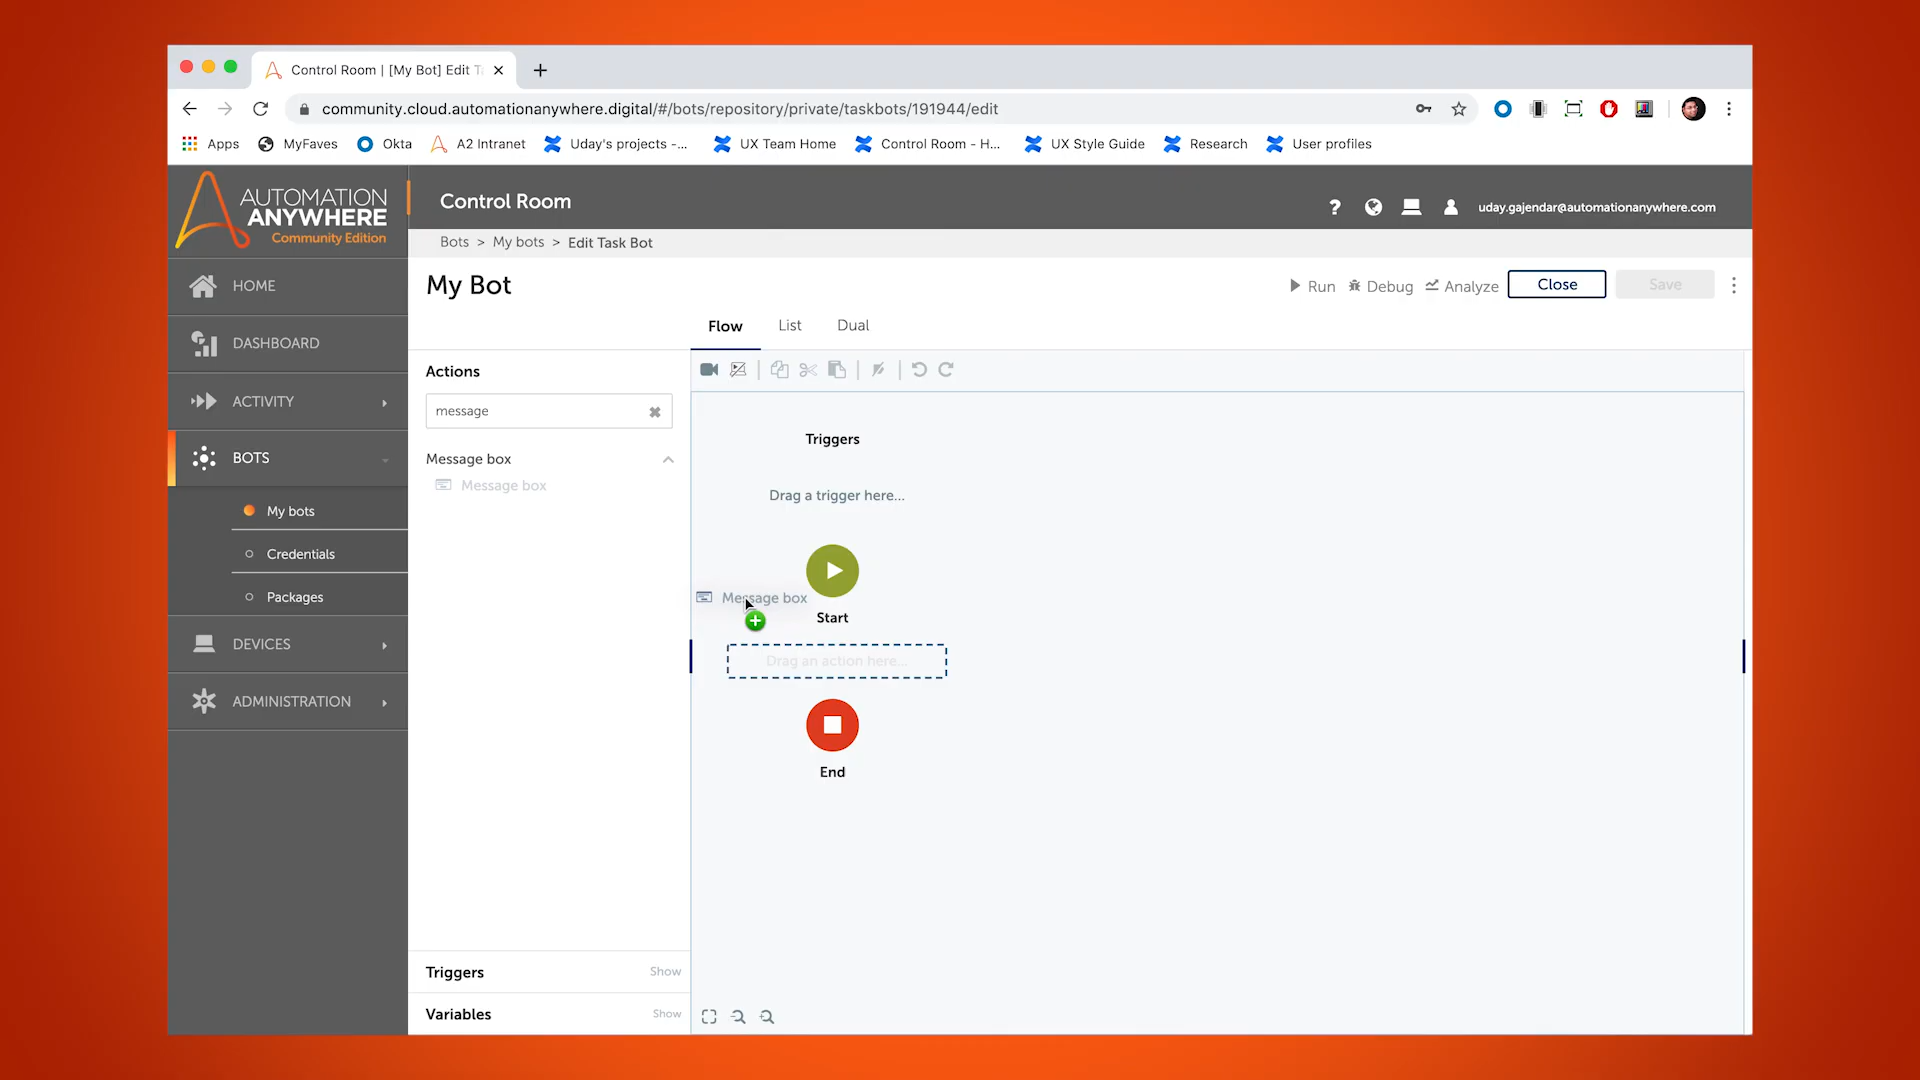 Control Room | [My Bot] Edit T
community.cloud.automationanywhere.digital/#/bots/repository/private/taskbots/191944/edit
Apps MyFaves Okta A2 Intranet Uday's projects -... UX Team Home Control Room - H... UX Style Guide Research User profiles
AUTOMATION
ANYWHERE
Community Edition
Control Room
? uday.gajendar@automationanywhere.com
Bots > My bots > Edit Task Bot
My Bot
Run Debug Analyze Close Save
Flow List Dual
HOME
DASHBOARD
ACTIVITY
BOTS
My bots
Credentials
Packages
DEVICES
ADMINISTRATION
Actions
message
Message box
Message box
Triggers Show
Variables Show
Triggers
Drag a trigger here...
Message box
Start
Drag an action here...
End